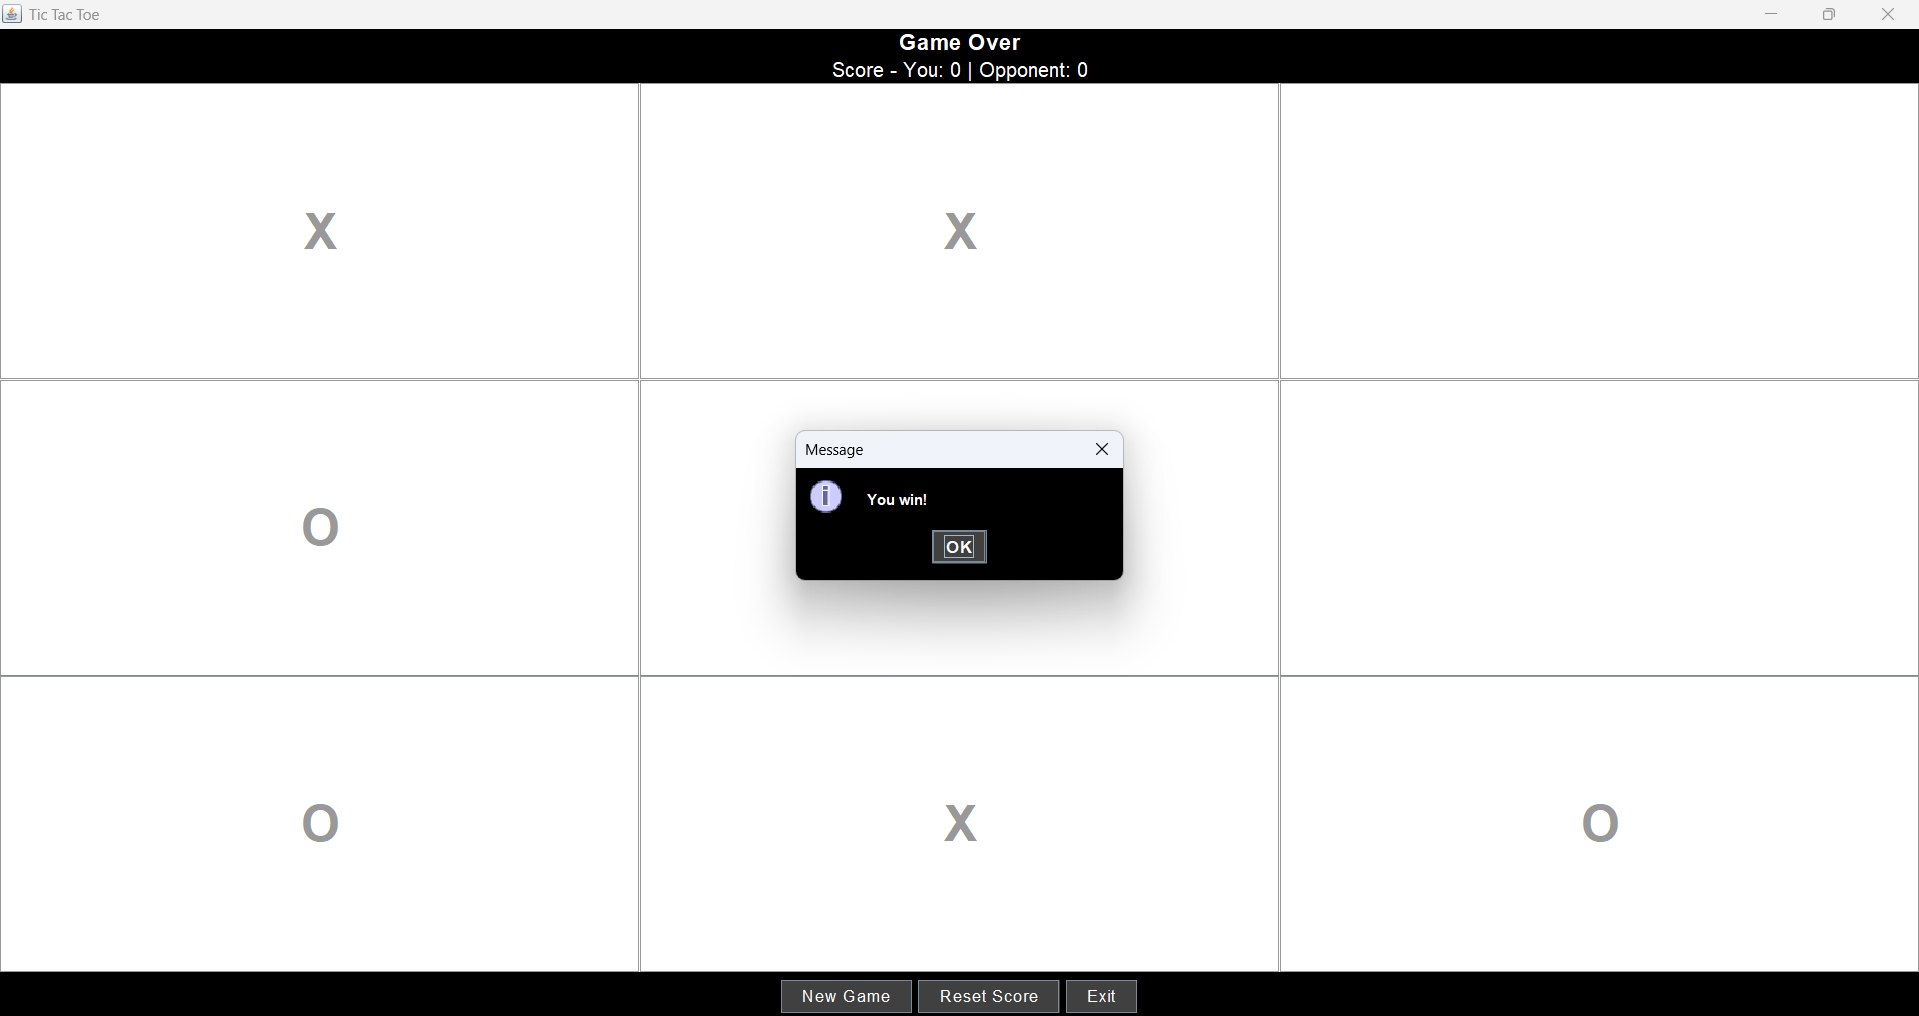 Tic Tac Toe
Game Over
Score - You: 0 | Opponent: 0
X X
Message
i You win!
O
OK
O X O
New Game Reset Score Exit